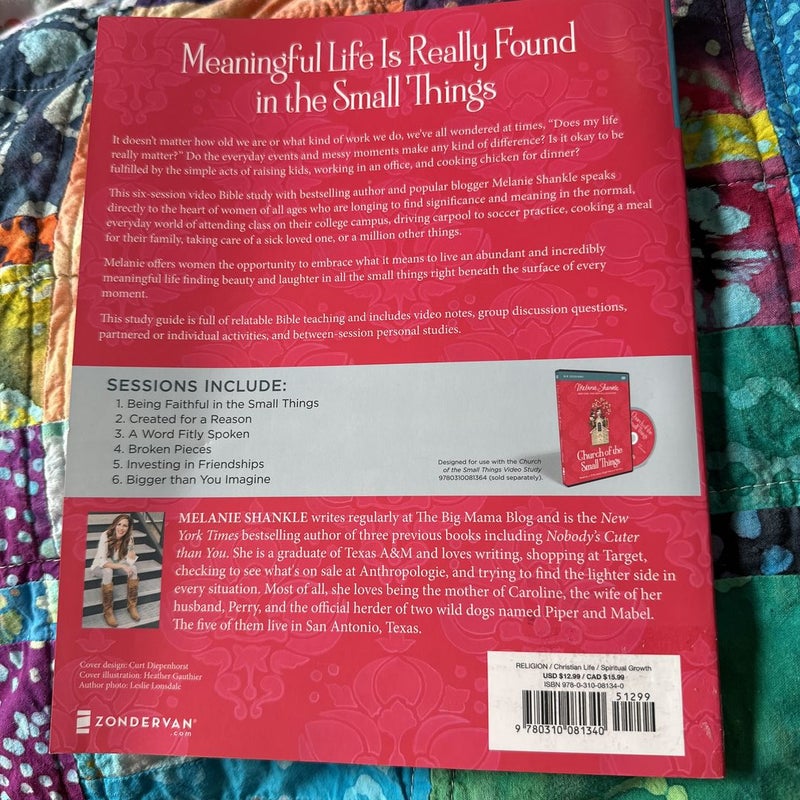 Meaningful Life Is Really Found
in the Small Things
It doesn't matter how old we are or what kind of work we do, we've all wondered at times, "Does my life
really matter?" Do the everyday events and messy moments make any kind of difference? Is it okay to be
fulfilled by the simple acts of raising kids, working in an office, and cooking chicken for dinner?
This six-session video Bible study with bestselling author and popular blogger Melanie Shankle speaks
directly to the heart of women of all ages who are longing to find significance and meaning in the normal,
everyday world of attending class on their college campus, driving carpool to soccer practice, cooking a meal
for their family, taking care of a sick loved one, or a million other things.
Melanie offers women the opportunity to embrace what it means to live an abundant and incredibly
meaningful life finding beauty and laughter in all the small things right beneath the surface of every
moment.
This study guide is full of relatable Bible teaching and includes video notes, group discussion questions,
partnered or individual activities, and between-session personal studies.
SESSIONS INCLUDE:
1. Being Faithful in the Small Things
2. Created for a Reason
3. A Word Fitly Spoken
4. Broken Pieces
5. Investing in Friendships
6. Bigger than You Imagine
Designed for use with the Church
of the Small Things Video Study
9780310081364 (sold separately).
SIX SESSIONS
Melanie Shankle
Church of the
Small Things
MELANIE SHANKLE writes regularly at The Big Mama Blog and is the New
York Times bestselling author of three previous books including Nobody's Cuter
than You. She is a graduate of Texas A&M and loves writing, shopping at Target,
checking to see what's on sale at Anthropologie, and trying to find the lighter side in
every situation. Most of all, she loves being the mother of Caroline, the wife of her
husband, Perry, and the official herder of two wild dogs named Piper and Mabel.
The five of them live in San Antonio, Texas.
Cover design: Curt Diepenhorst
Cover illustration: Heather Gauthier
Author photo: Leslie Lonsdale
ZONDERVAN®
.com
RELIGION / Christian Life / Spiritual Growth
USD $12.99 / CAD $15.99
ISBN 978-0-310-08134-0
51299
9 780310 081340